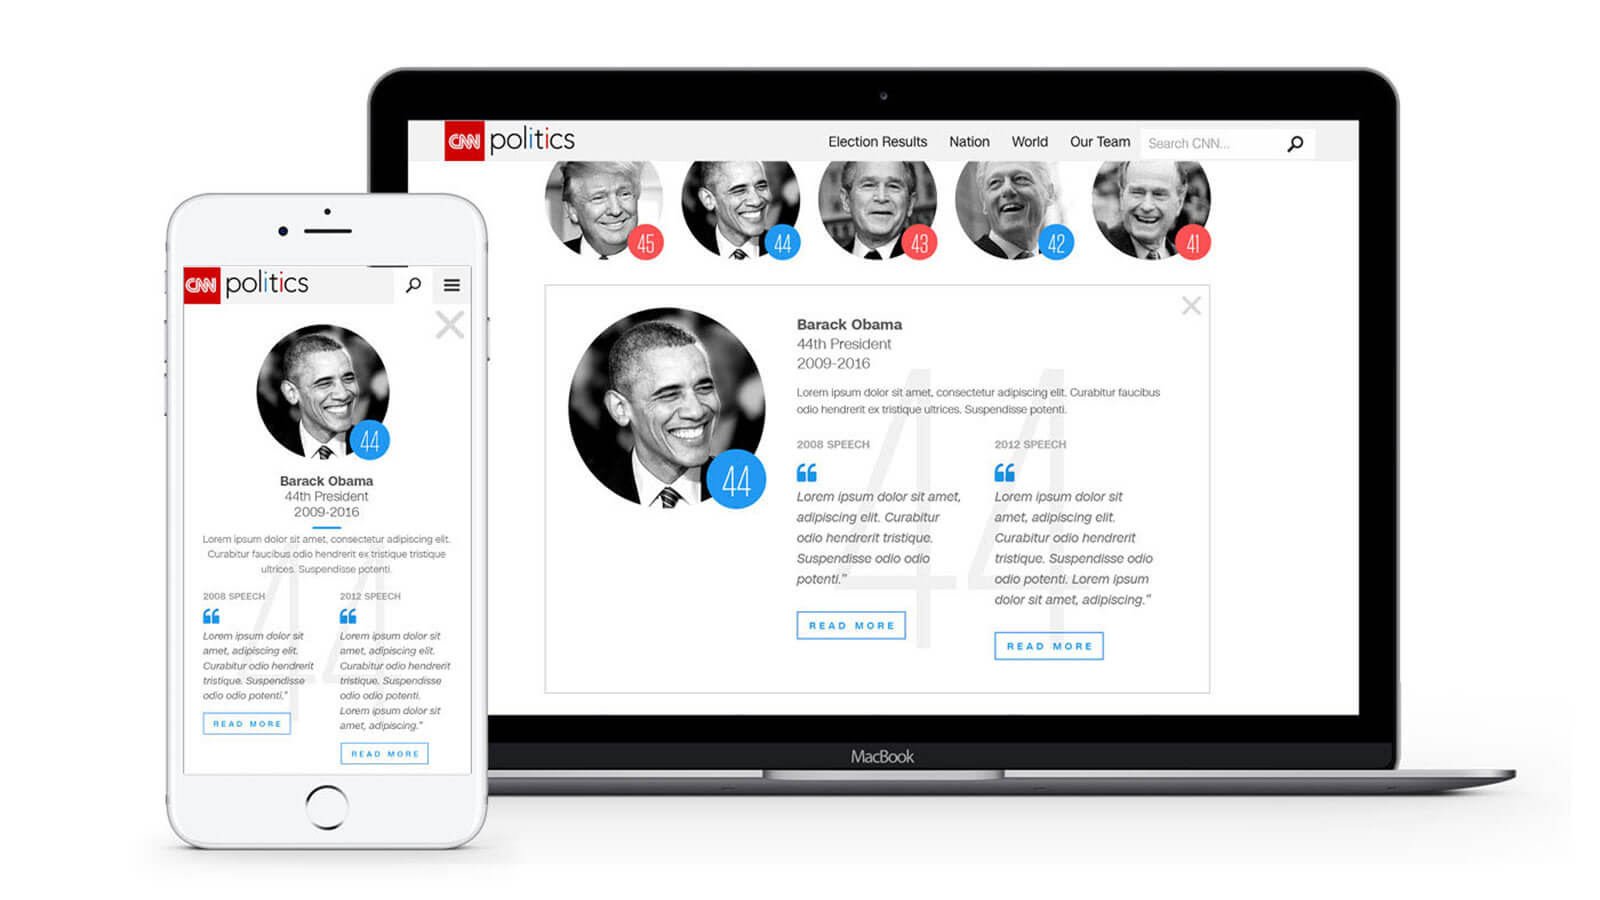 CNN politics
Election Results
Nation
World
Our Team
Search CNN...
45
44
43
42
41
44
Barack Obama
44th President
2009-2016
44
Lorem ipsum dolor sit amet, consectetur adipiscing elit. Curabitur faucibus
odio hendrerit ex tristique ultrices. Suspendisse potenti.
2008 SPEECH
“
Lorem ipsum dolor sit amet,
adipiscing elit. Curabitur
odio hendrerit tristique.
Suspendisse odio odio
potenti.”
READ MORE
2012 SPEECH
“
Lorem ipsum dolor sit
amet, adipiscing elit.
Curabitur odio hendrerit
tristique. Suspendisse
odio potenti. Lorem ipsum
dolor sit amet, adipiscing.”
READ MORE
MacBook
CNN politics
44
Barack Obama
44th President
2009-2016
Lorem ipsum dolor sit amet, consectetur adipiscing elit.
Curabitur faucibus odio hendrerit ex tristique tristique
ultrices. Suspendisse potenti.
44
2008 SPEECH
“
Lorem ipsum dolor sit
amet, adipiscing elit.
Curabitur odio hendrerit
tristique. Suspendisse
odio odio potenti.”
READ MORE
2012 SPEECH
“
Lorem ipsum dolor sit
amet, adipiscing elit.
Curabitur odio hendrerit
tristique. Suspendisse
odio odio potenti.
Lorem ipsum dolor sit
amet, adipiscing.”
READ MORE